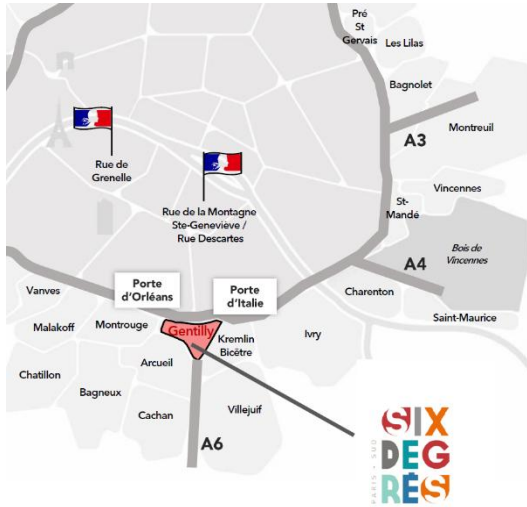 Pré
St
Gervais
Les Lilas
Bagnolet
Montreuil
A3
Rue de
Grenelle
Rue de la Montagne
Ste-Geneviève /
Rue Descartes
Vincennes
St-
Mandé
Bois de
Vincennes
A4
Porte
d'Orléans
Porte
d'Italie
Charenton
Saint-Maurice
Vanves
Malakoff
Montrouge
Gentilly
Kremlin
Bicêtre
Ivry
Arcueil
Chatillon
Bagneux
Cachan
Villejuif
A6
SIX
DEG
RÉS
PARIS • SUD